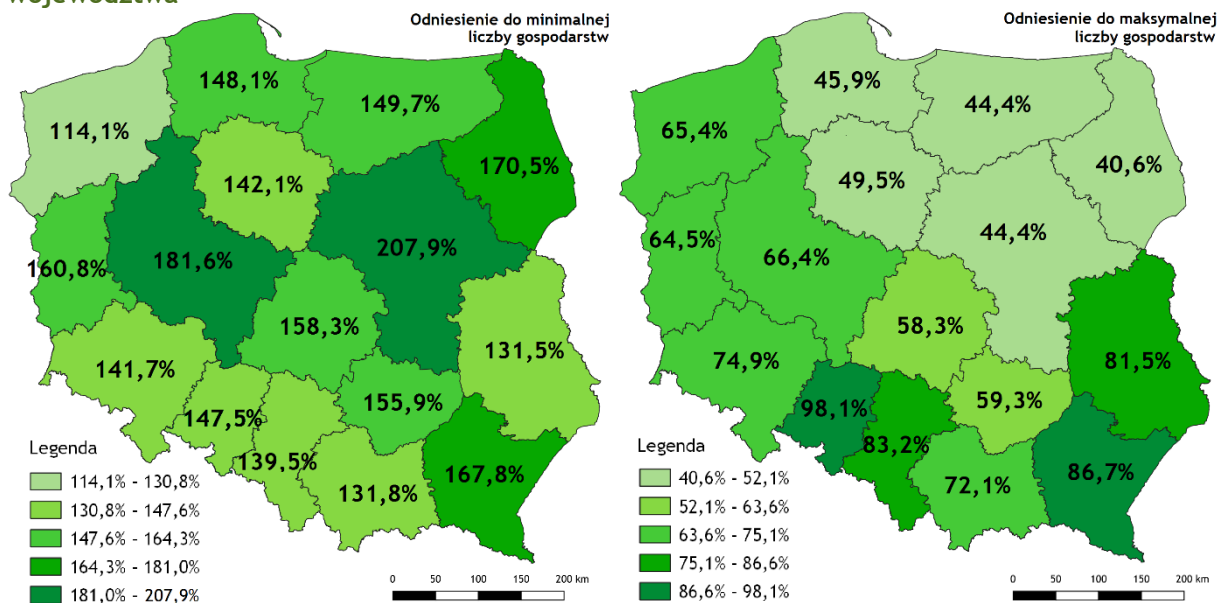 województwa
Odniesienie do minimalnej
liczby gospodarstw
148,1%
149,7%
114,1%
170,5%
142,1%
207,9%
181,6%
160,8%
158,3%
131,5%
141,7%
155,9%
147,5%
139,5%
167,8%
131,8%
Legenda
114,1% - 130,8%
130,8% - 147,6%
147,6% - 164,3%
164,3% - 181,0%
181,0% - 207,9%
0 50 100 150 200 km
Odniesienie do maksymalnej
liczby gospodarstw
45,9%
44,4%
65,4%
40,6%
49,5%
44,4%
64,5%
66,4%
58,3%
74,9%
81,5%
59,3%
98,1%
83,2%
86,7%
72,1%
Legenda
40,6% - 52,1%
52,1% - 63,6%
63,6% - 75,1%
75,1% - 86,6%
86,6% - 98,1%
0 50 100 150 200 km